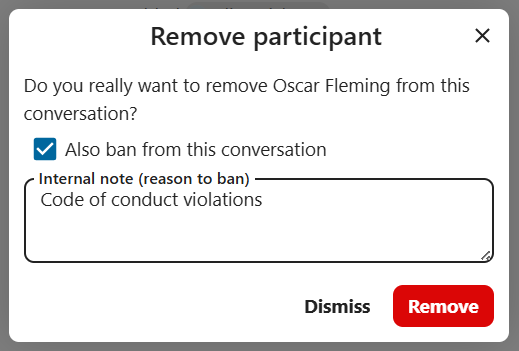 Remove participant
Do you really want to remove Oscar Fleming from this
conversation?
Also ban from this conversation
Internal note (reason to ban)
Code of conduct violations
Dismiss
Remove